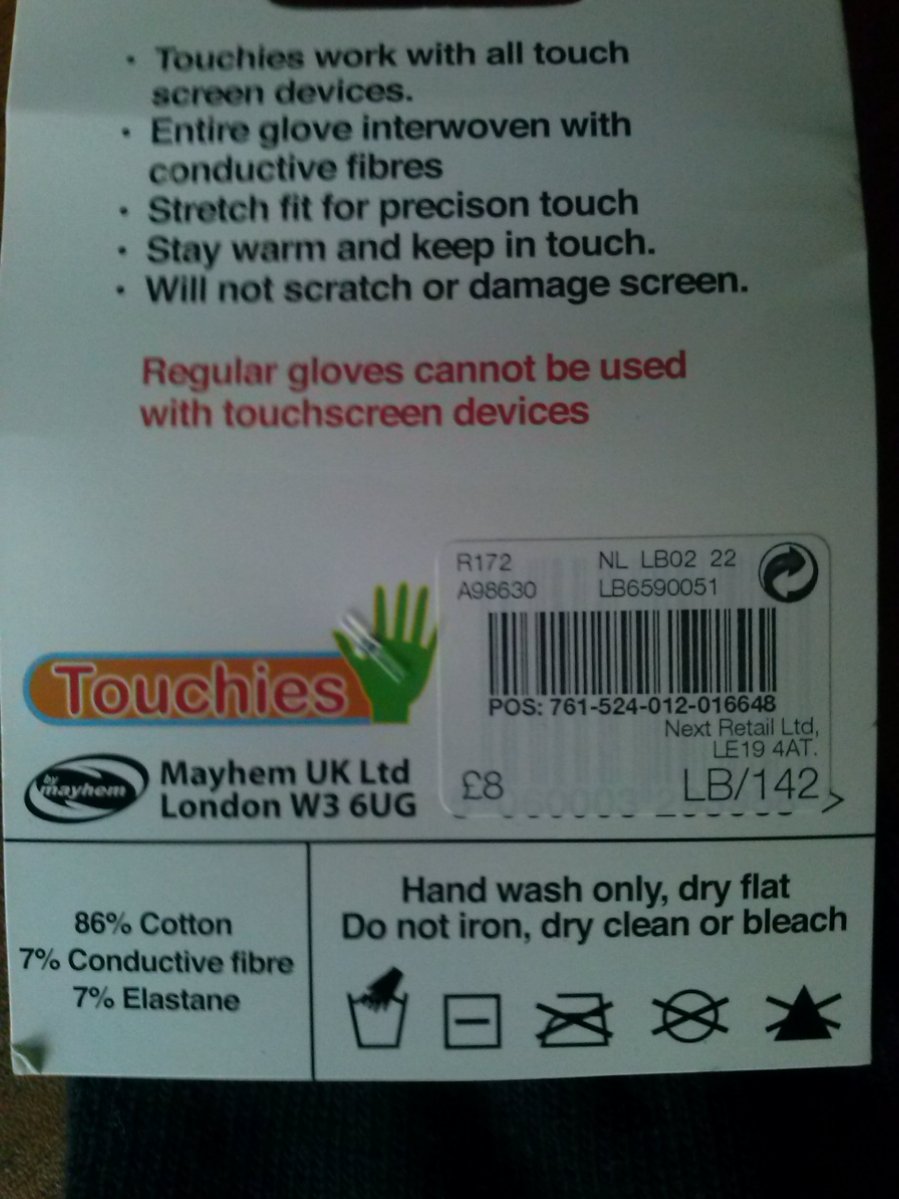 • Touchies work with all touch
screen devices.
• Entire glove interwoven with
conductive fibres
• Stretch fit for precison touch
• Stay warm and keep in touch.
• Will not scratch or damage screen.
Regular gloves cannot be used
with touchscreen devices
R172 NL LB02 22
A98630 LB6590051
POS: 761-524-012-016648
Next Retail Ltd,
LE19 4AT.
£8 LB/142
Touchies
by
mayhem
Mayhem UK Ltd
London W3 6UG
86% Cotton
7% Conductive fibre
7% Elastane
Hand wash only, dry flat
Do not iron, dry clean or bleach